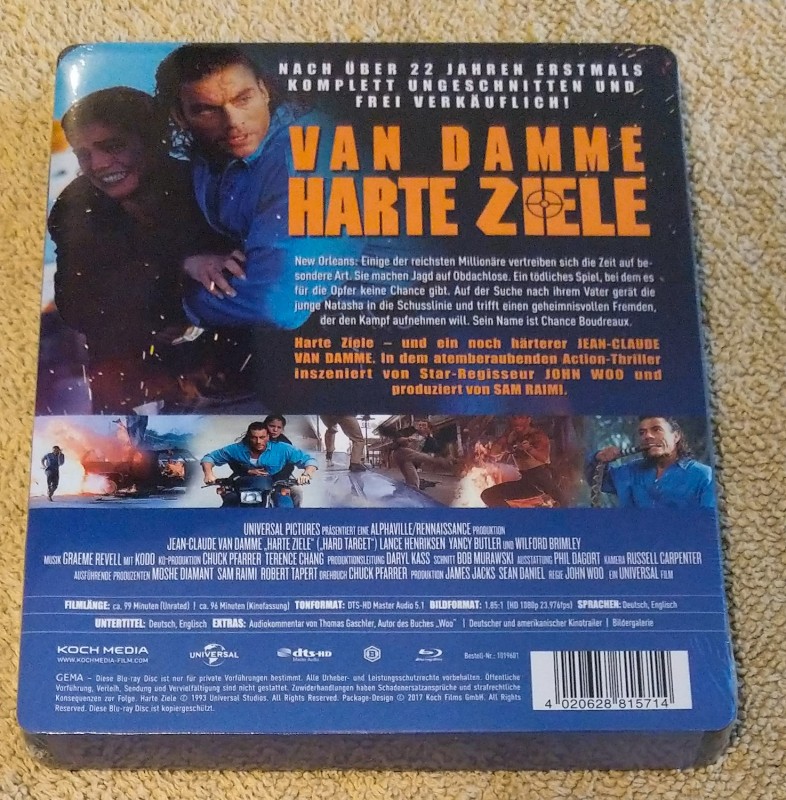 NACH ÜBER 22 JAHREN ERSTMALS
KOMPLETT UNGESCHNITTEN UND
FREI VERKÄUFLICH!
VAN DAMME
HARTE ZIELE
New Orleans: Einige der reichsten Millionäre vertreiben sich die Zeit auf be-
sondere Art. Sie machen Jagd auf Obdachlose. Ein tödliches Spiel, bei dem es
für die Opfer keine Chance gibt. Auf der Suche nach ihrem Vater gerät die
junge Natasha in die Schusslinie und trifft einen geheimnisvollen Fremden,
der den Kampf aufnehmen will. Sein Name ist Chance Boudreaux.
Harte Ziele – und ein noch härterer JEAN-CLAUDE
VAN DAMME. In dem atemberaubenden Action-Thriller
inszeniert von Star-Regisseur JOHN WOO und
produziert von SAM RAIMI.
UNIVERSAL PICTURES PRÄSENTIERT EINE ALPHAVILLE/RENNAISSANCE PRODUKTION
JEAN-CLAUDE VAN DAMME „HARTE ZIELE" („HARD TARGET") LANCE HENRIKSEN YANCY BUTLER UND WILFORD BRIMLEY
MUSIK GRAEME REVELL MIT KODO KO-PRODUKTION CHUCK PFARRER TERENCE CHANG PRODUKTIONSLEITUNG DARYL KASS SCHNITT BOB MURAWSKI AUSSTATTUNG PHIL DAGORT KAMERA RUSSELL CARPENTER
AUSFÜHRENDE PRODUZENTEN MOSHE DIAMANT SAM RAIMI ROBERT TAPERT DREHBUCH CHUCK PFARRER PRODUKTION JAMES JACKS SEAN DANIEL REGIE JOHN WOO EIN UNIVERSAL FILM
FILMLÄNGE: ca. 99 Minuten (Unrated) | ca. 96 Minuten (Kinofassung) TONFORMAT: DTS-HD Master Audio 5.1 BILDFORMAT: 1.85:1 (HD 1080p 23.976fps) SPRACHEN: Deutsch, Englisch
UNTERTITEL: Deutsch, Englisch EXTRAS: Audiokommentar von Thomas Gaschler, Autor des Buches „Woo" | Deutscher und amerikanischer Kinotrailer | Bildergalerie
KOCH MEDIA
WWW.KOCHMEDIA-FILM.COM
UNIVERSAL
dts-HD
Master Audio
B
Blu-ray Disc
Bestell-Nr.: 1019681
GEMA – Diese Blu-ray Disc ist nur für private Vorführungen bestimmt. Alle Urheber- und Leistungsschutzrechte vorbehalten. Öffentliche
Vorführung, Verleih, Sendung und Vervielfältigung sind nicht gestattet. Zuwiderhandlungen haben Schadenersatzansprüche und strafrechtliche
Konsequenzen zur Folge. Harte Ziele © 1993 Universal Studios. All Rights Reserved. Package-Design © 2017 Koch Films GmbH. All Rights
Reserved. Diese Blu-ray Disc ist kopiergeschützt.
4 020628 815714